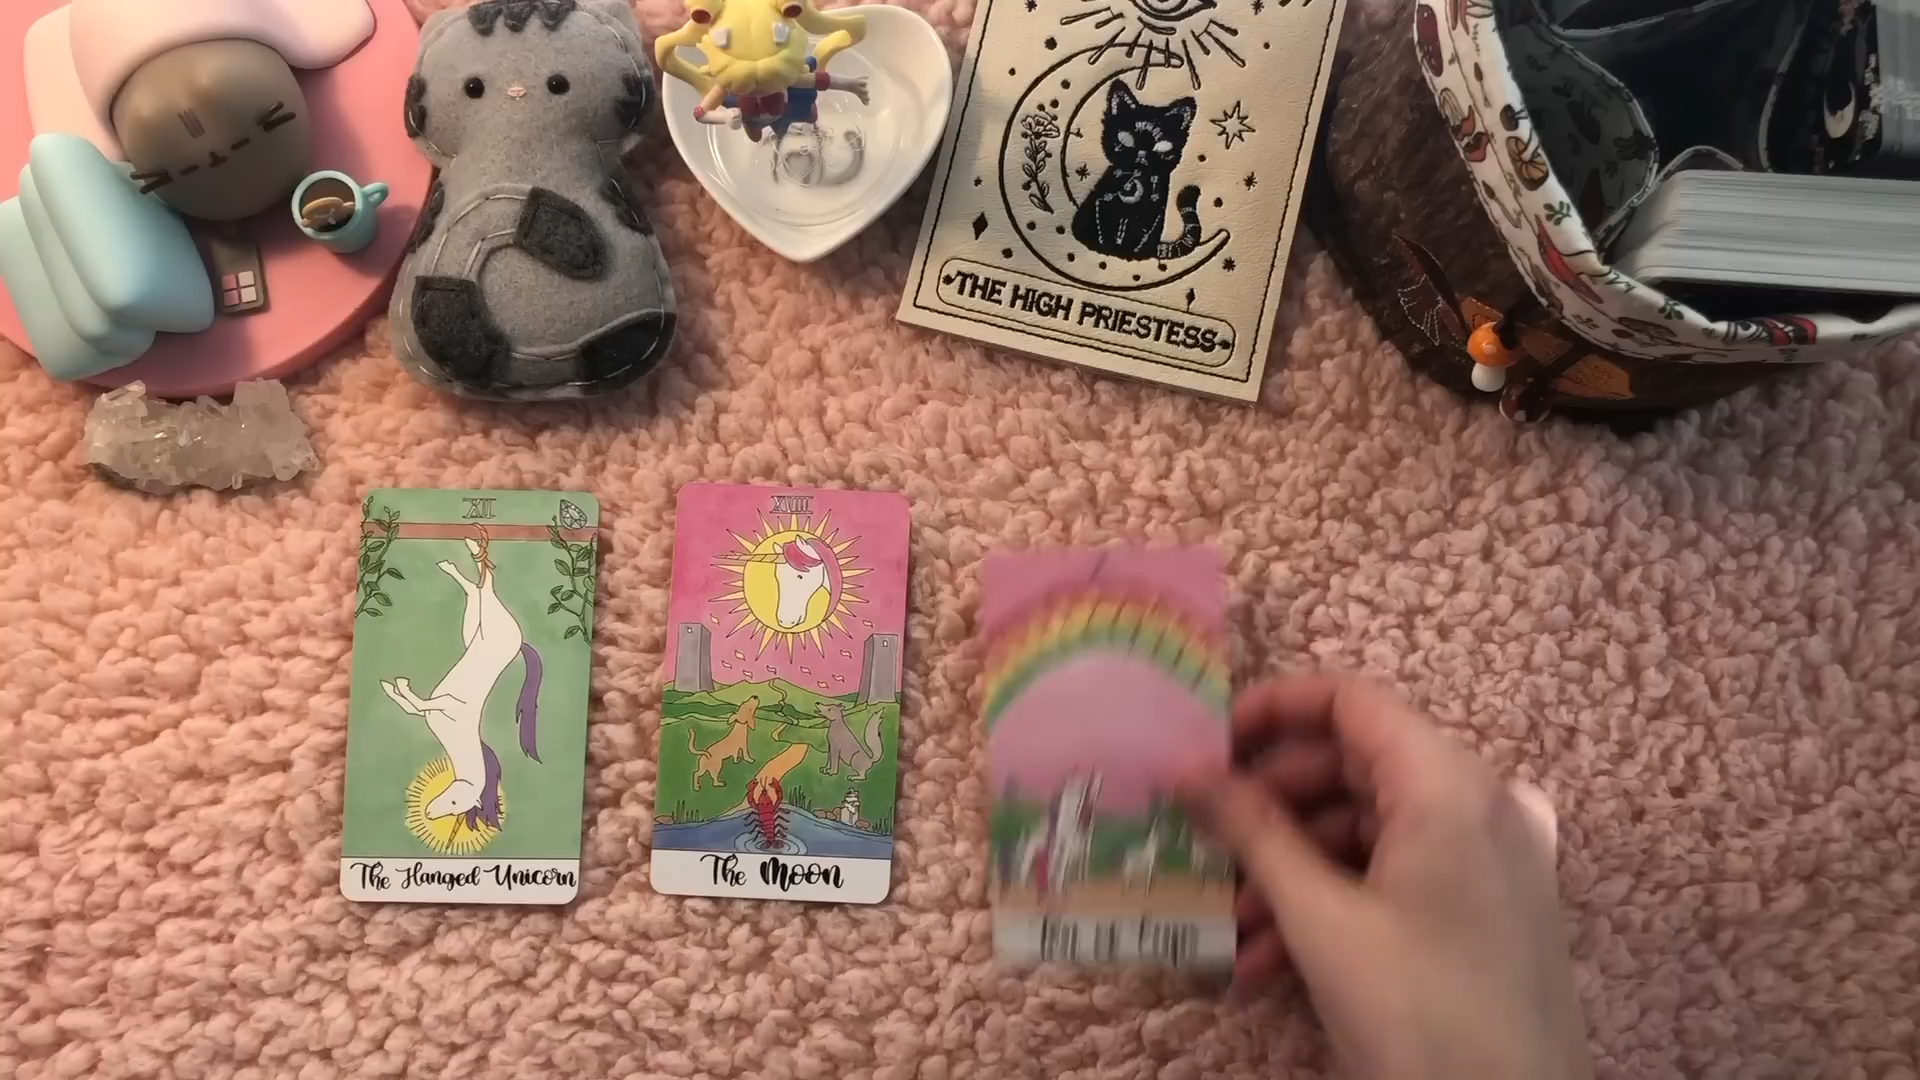 THE HIGH PRIESTESS
XII
The Hanged Unicorn
XVIII
The Moon